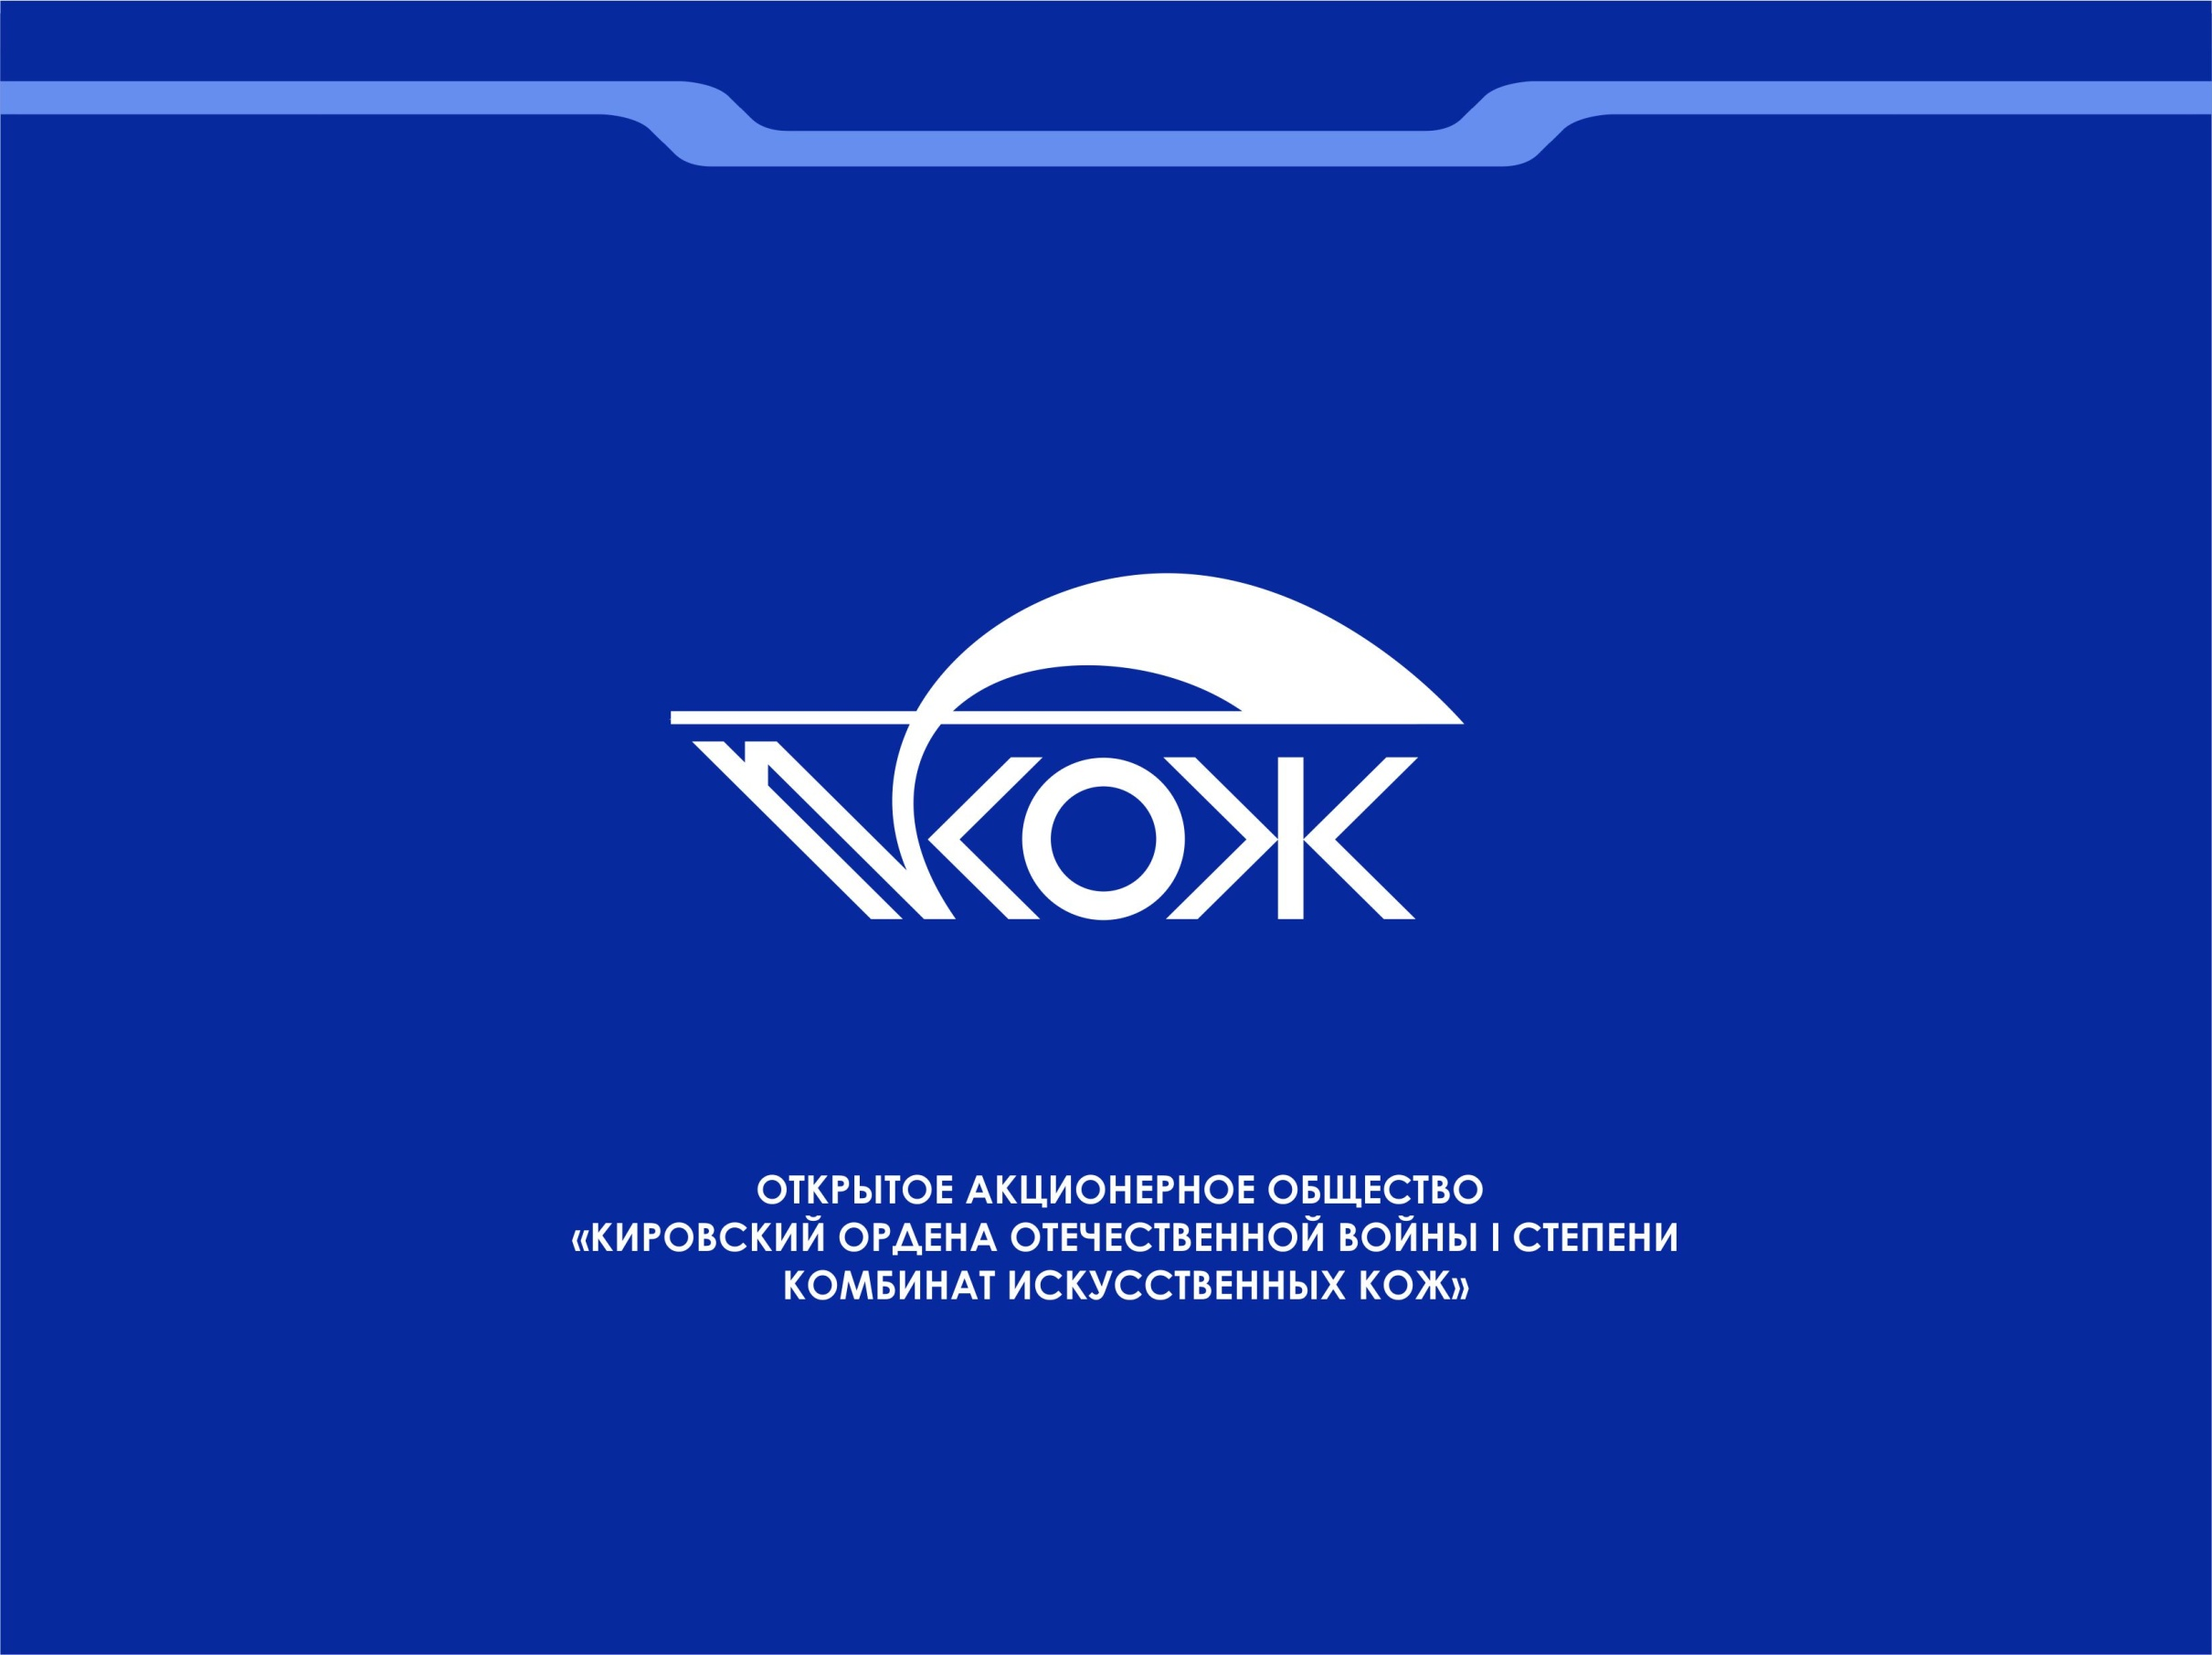 КОЖ
ОТКРЫТОЕ АКЦИОНЕРНОЕ ОБЩЕСТВО
«КИРОВСКИЙ ОРДЕНА ОТЕЧЕСТВЕННОЙ ВОЙНЫ I СТЕПЕНИ
КОМБИНАТ ИСКУССТВЕННЫХ КОЖ»